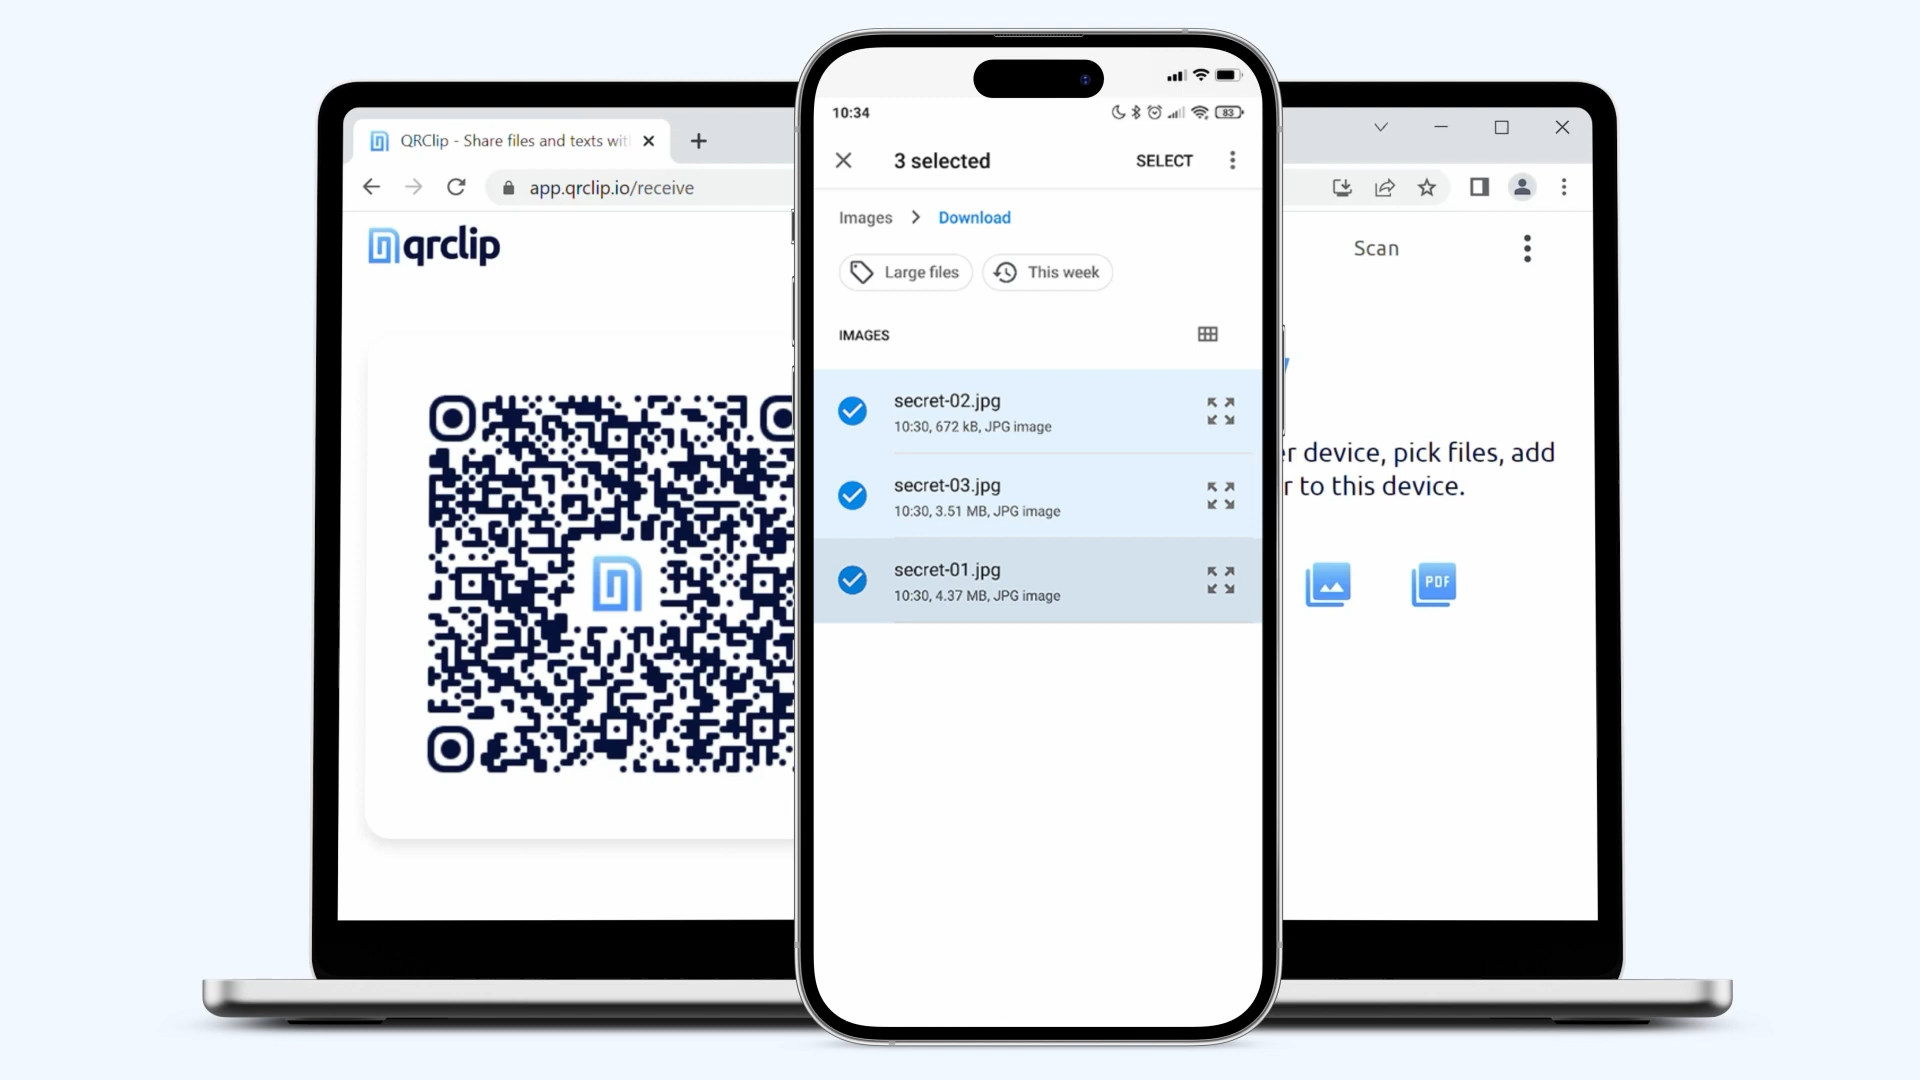 QRClip - Share files and texts wit
app.qrclip.io/receive
qrclip
10:34
83
3 selected
SELECT
Images
Download
Large files
This week
IMAGES
secret-02.jpg
10:30, 672 kB, JPG image
secret-03.jpg
10:30, 3.51 MB, JPG image
secret-01.jpg
10:30, 4.37 MB, JPG image
Scan
r device, pick files, add
r to this device.
PDF